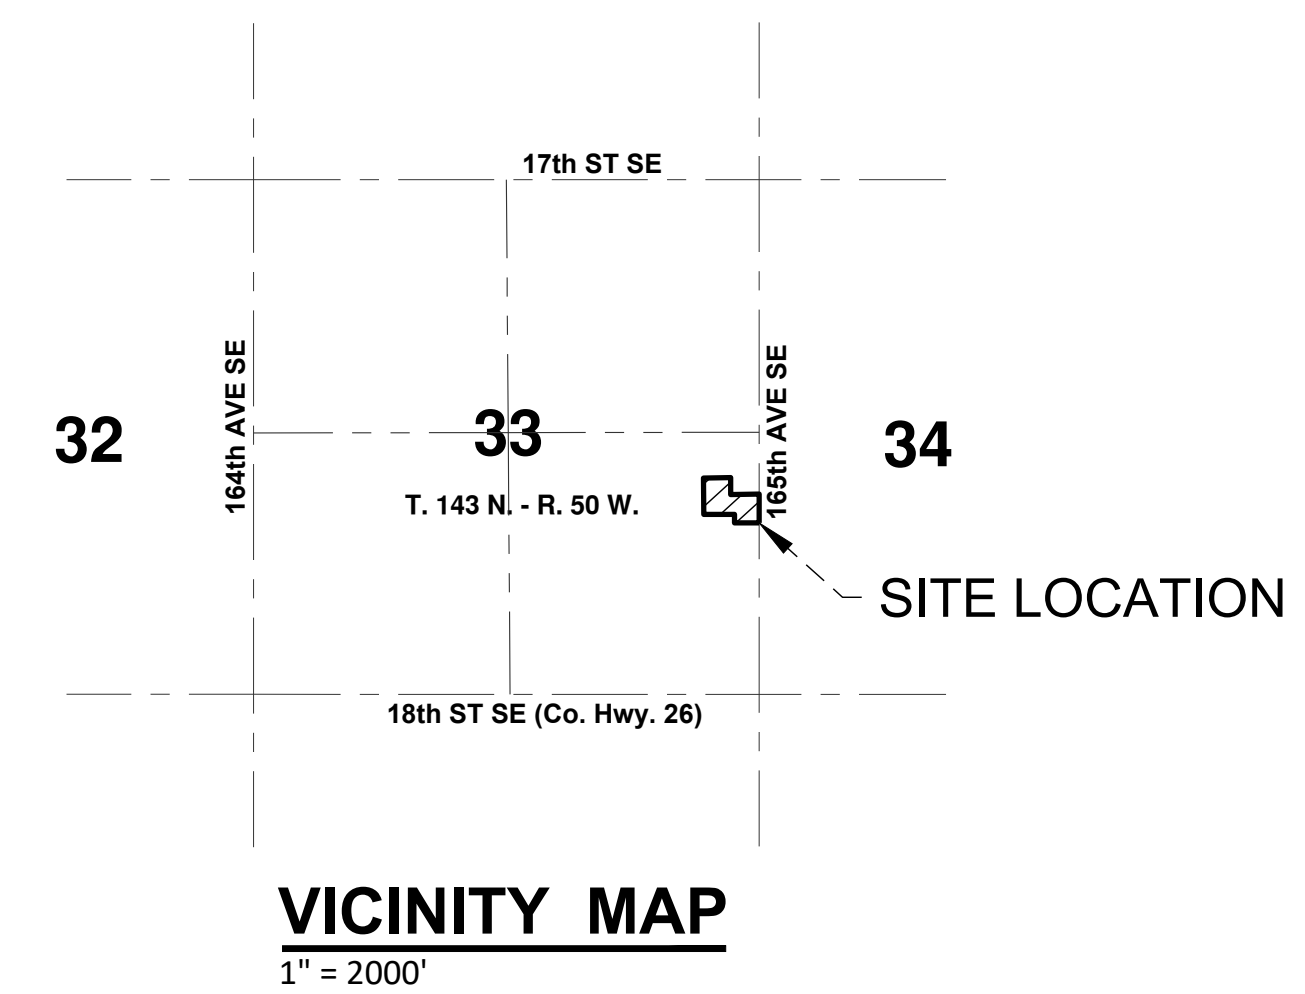 17th ST SE
164th AVE SE
165th AVE SE
32
33
34
T. 143 N. - R. 50 W.
SITE LOCATION
18th ST SE (Co. Hwy. 26)
VICINITY MAP
1" = 2000'